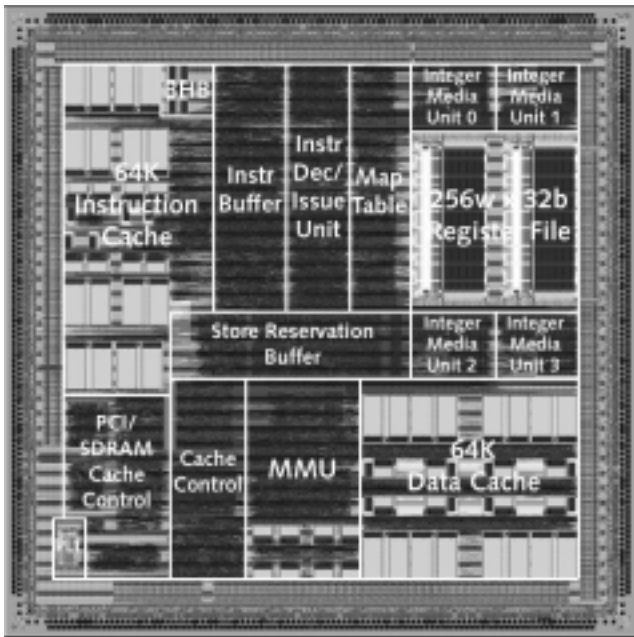 BHB
64K
Instruction
Cache
Instr
Buffer
Instr
Dec/
Issue
Unit
Map
Table
Integer
Media
Unit 0
Integer
Media
Unit 1
256w x 32b
Register File
Store Reservation
Buffer
Integer
Media
Unit 2
Integer
Media
Unit 3
PCI/
SDRAM
Cache
Control
Cache
Control
MMU
64K
Data Cache